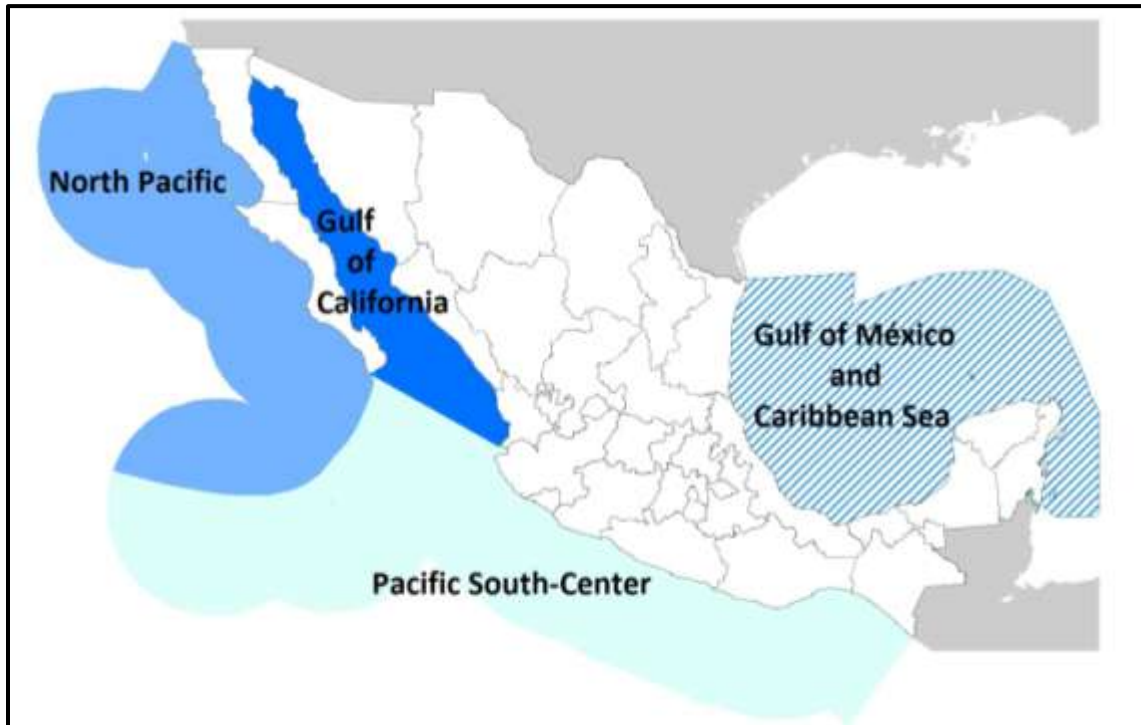 North Pacific
Gulf
of
California
Gulf of México
and
Caribbean Sea
Pacific South-Center